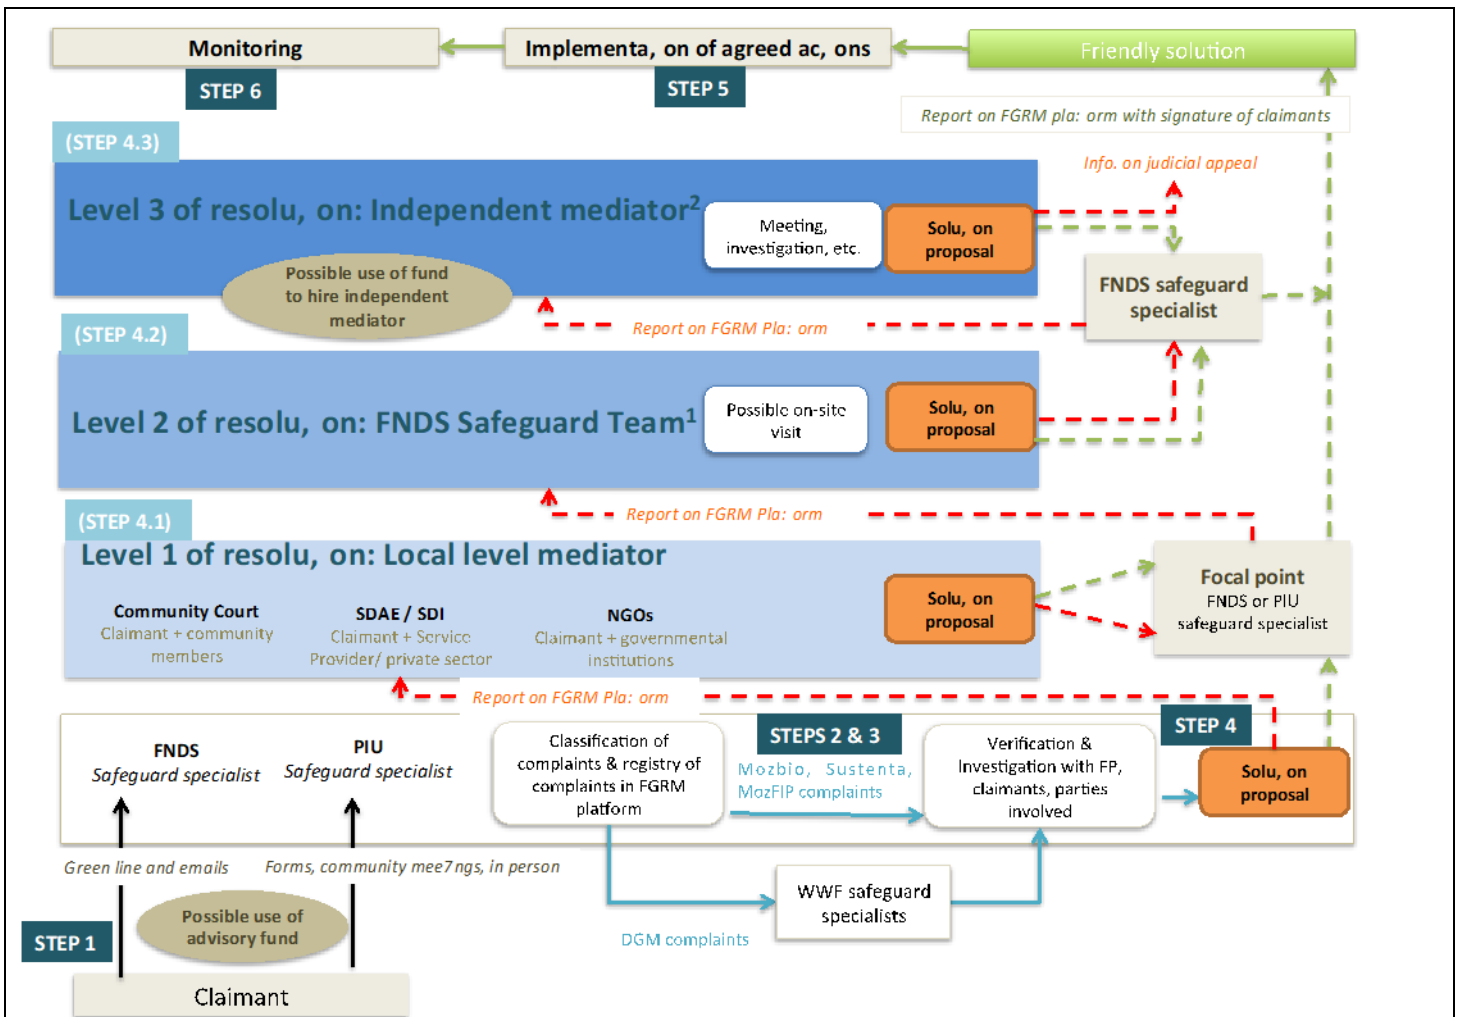 Monitoring
Implementa, on of agreed ac, ons
Friendly solution
STEP 6
STEP 5
Report on FGRM pla: orm with signature of claimants
(STEP 4.3)
Info. on judicial appeal
Level 3 of resolu, on: Independent mediator2
Meeting,
investigation, etc.
Solu, on
proposal
Possible use of fund
to hire independent
mediator
FNDS safeguard
specialist
Report on FGRM Pla: orm
(STEP 4.2)
Level 2 of resolu, on: FNDS Safeguard Team1
Possible on-site
visit
Solu, on
proposal
(STEP 4.1)
Report on FGRM Pla: orm
Level 1 of resolu, on: Local level mediator
Community Court
Claimant + community
members
SDAE / SDI
Claimant + Service
Provider/ private sector
NGOs
Claimant + governmental
institutions
Solu, on
proposal
Focal point
FNDS or PIU
safeguard specialist
Report on FGRM Pla: orm
FNDS
Safeguard specialist
PIU
Safeguard specialist
Classification of
complaints & registry of
complaints in FGRM
platform
STEPS 2 & 3
Mozbio, Sustenta,
MozFIP complaints
Verification &
Investigation with FP,
claimants, parties
involved
STEP 4
Solu, on
proposal
Green line and emails
Forms, community mee7ngs, in person
WWF safeguard
specialists
DGM complaints
STEP 1
Possible use of
advisory fund
Claimant